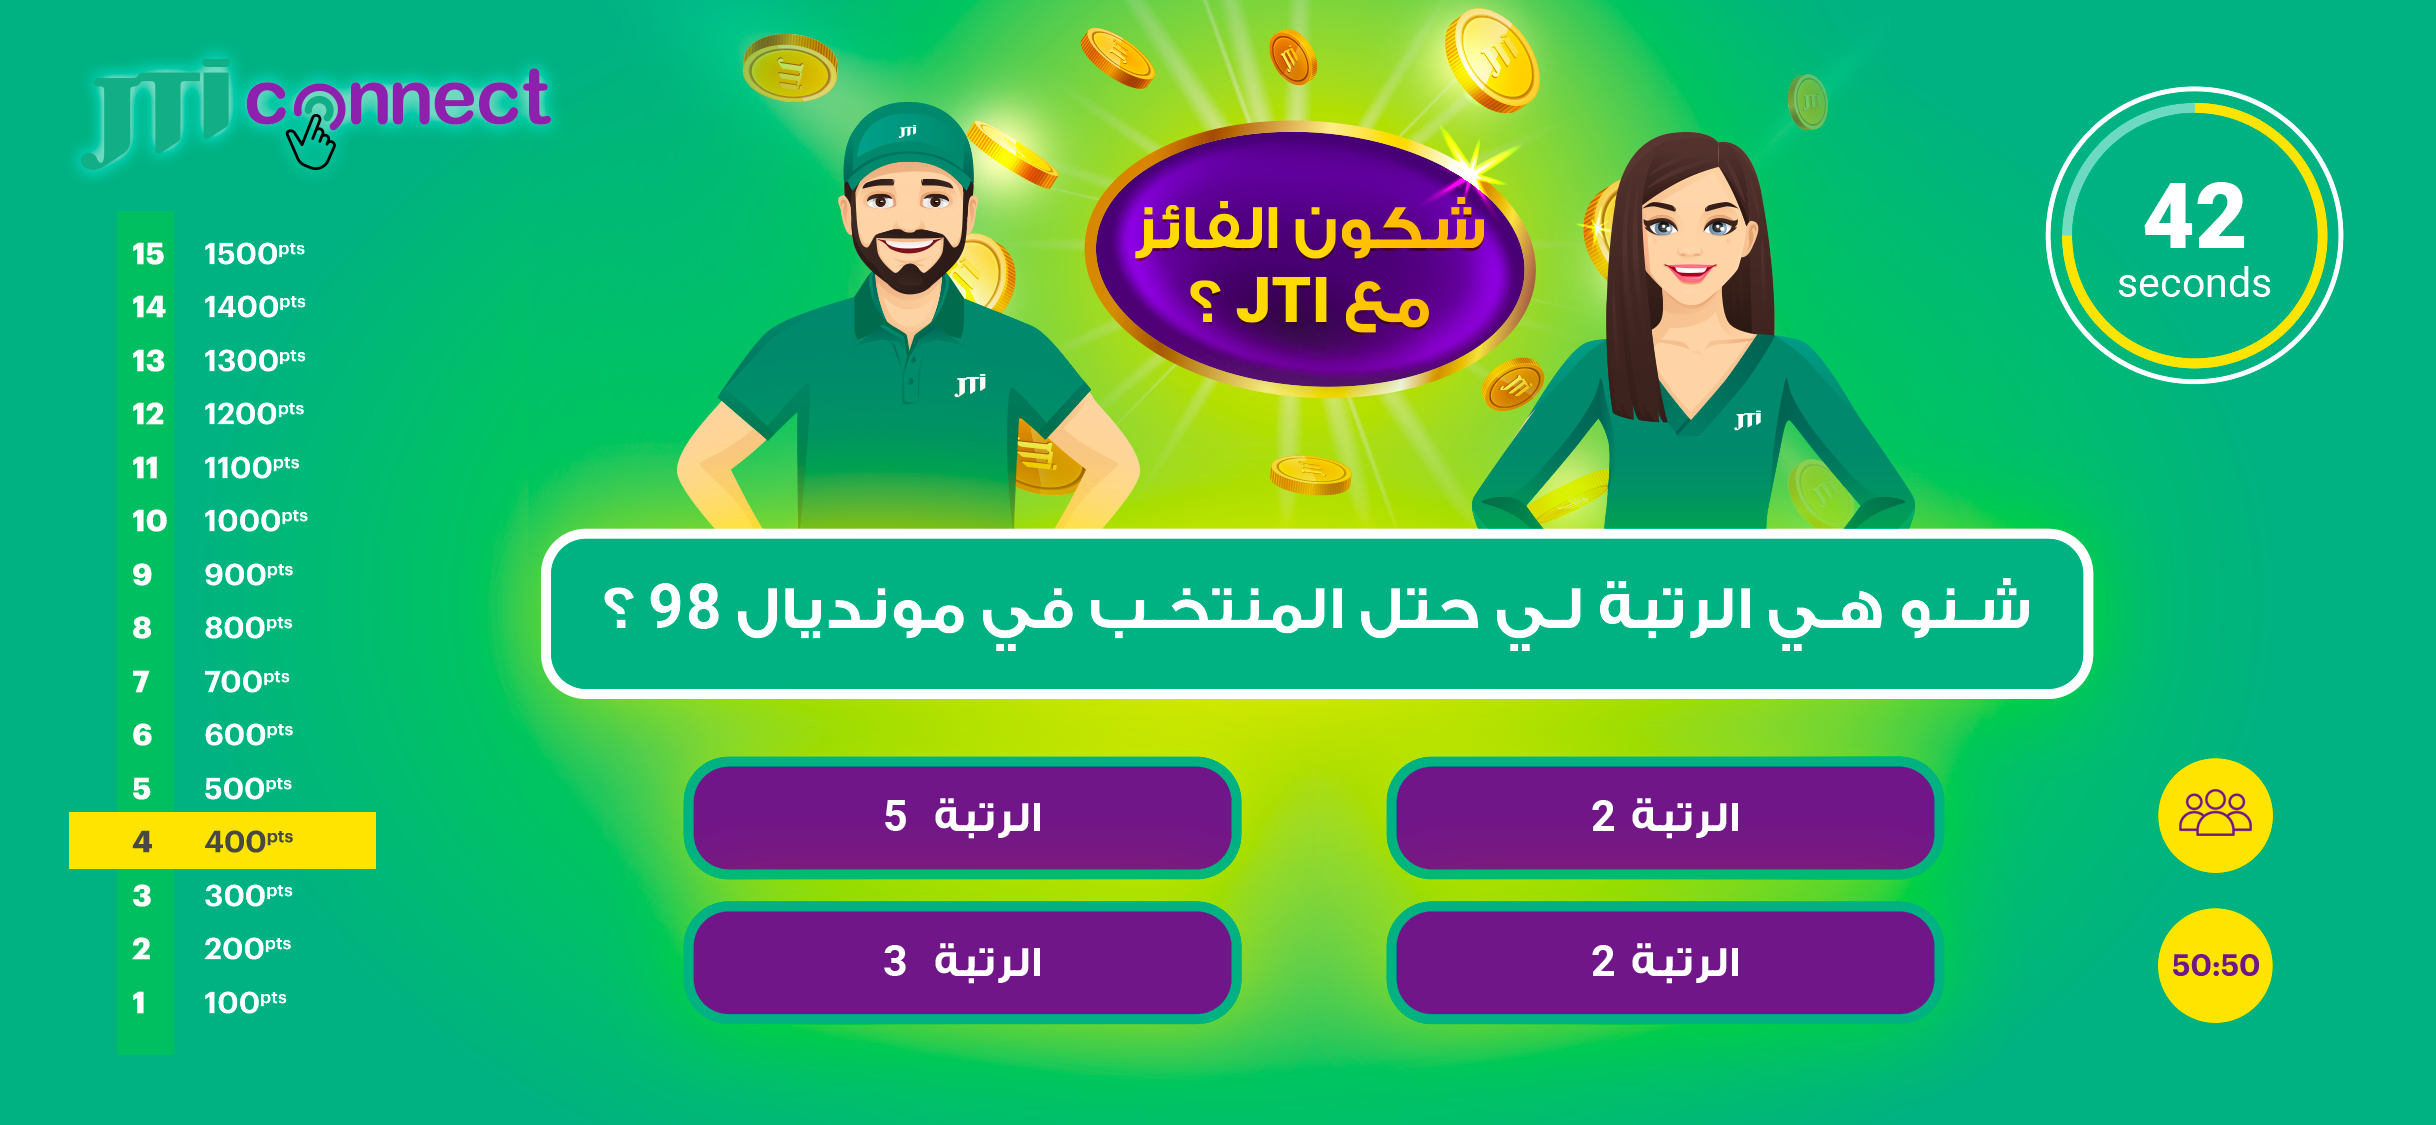 JTi connect
شكون الفائز
مع JTI ؟
42
seconds
15 1500pts
14 1400pts
13 1300pts
12 1200pts
11 1100pts
10 1000pts
9 900pts
8 800pts
7 700pts
6 600pts
5 500pts
4 400pts
3 300pts
2 200pts
1 100pts
JTi
JTi
JTi
شنو هي الرتبة لي حتل المنتخب في مونديال 98 ؟
الرتبة 2
الرتبة 5
الرتبة 2
الرتبة 3
50:50